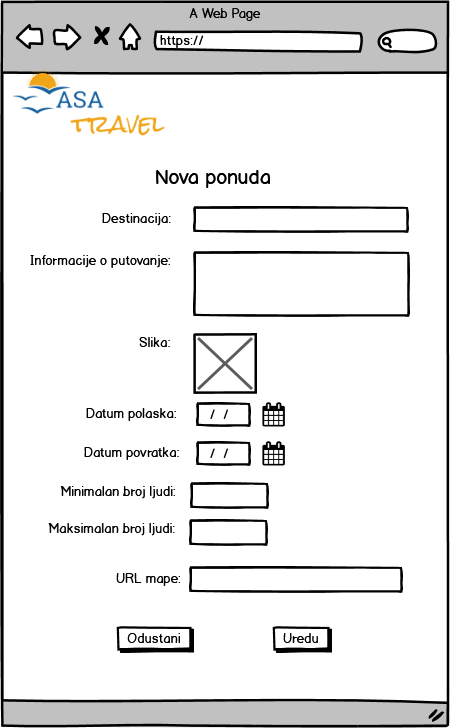 A Web Page
https://
ASA
TRAVEL
Nova ponuda
Destinacija:
Informacije o putovanje:
Slika:
Datum polaska: / /
Datum povratka: / /
Minimalan broj ljudi:
Maksimalan broj ljudi:
URL mape:
Odustani Uredu